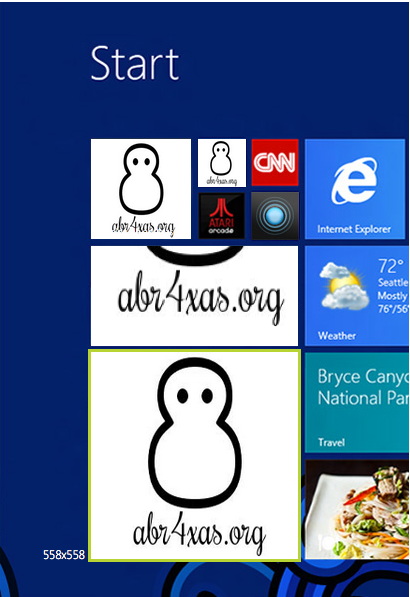 Start
abr4xas.org
abr4xas.org
CNN
ATARI
arcade
Internet Explorer
abr4xas.org
72°
Seattle
Mostly
76°/56°
Weather
Bryce Canyo
National Par
Travel
abr4xas.org
558x558